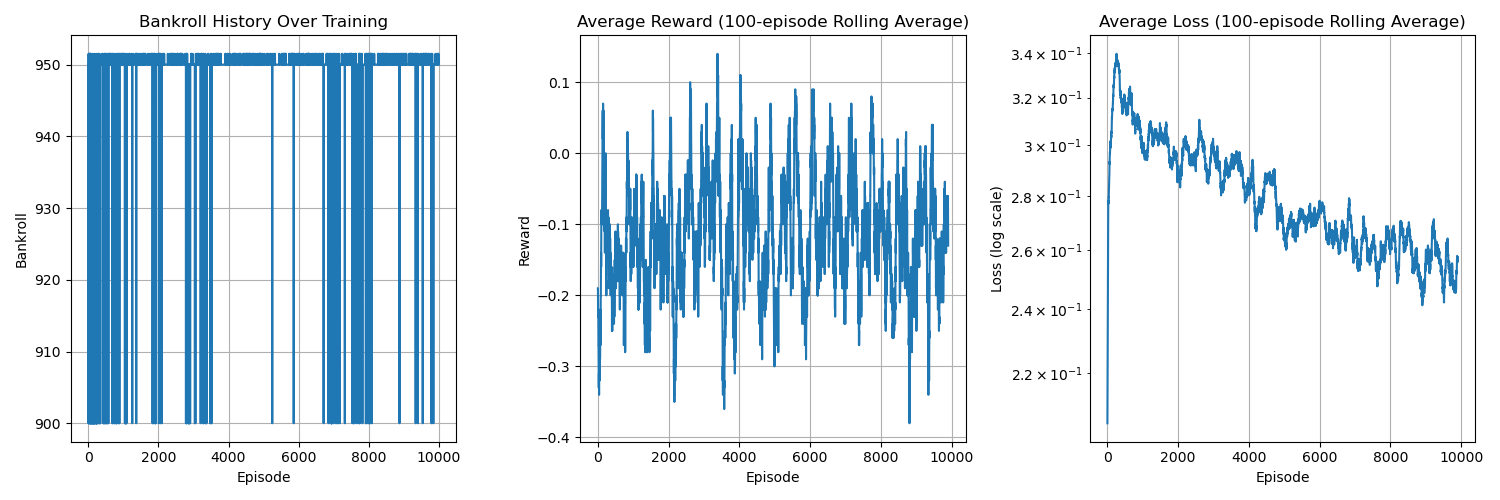 Bankroll History Over Training
950
940
930
920
910
900
Bankroll
0 2000 4000 6000 8000 10000
Episode
Average Reward (100-episode Rolling Average)
0.1
0.0
−0.1
−0.2
−0.3
−0.4
Reward
0 2000 4000 6000 8000 10000
Episode
Average Loss (100-episode Rolling Average)
3.4 × 10⁻¹
3.2 × 10⁻¹
3 × 10⁻¹
2.8 × 10⁻¹
2.6 × 10⁻¹
2.4 × 10⁻¹
2.2 × 10⁻¹
Loss (log scale)
0 2000 4000 6000 8000 10000
Episode